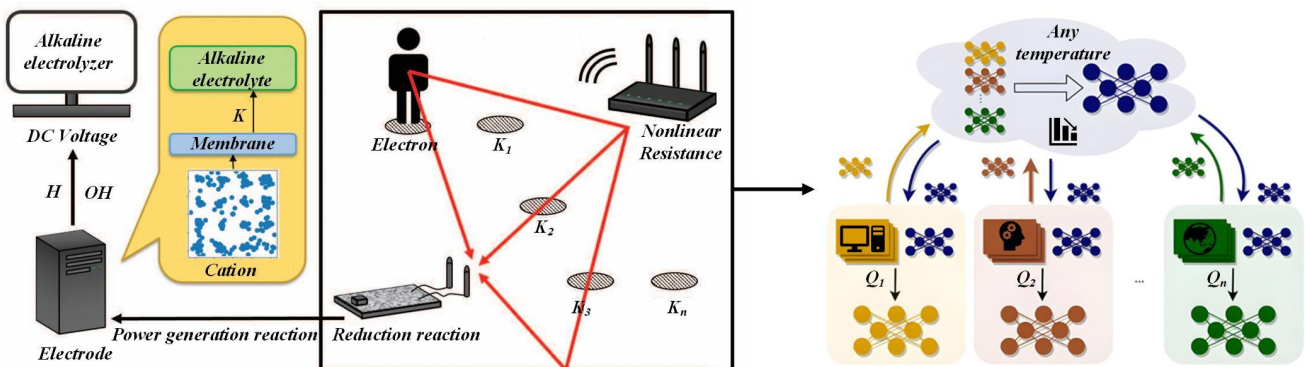 Alkaline
electrolyzer
DC Voltage
H OH
Electrode
Alkaline
electrolyte
K
Membrane
Cation
Power generation reaction
Electron
K1
Nonlinear
Resistance
K2
K3
Kn
Reduction reaction
Any
temperature
...
Q1
Q2
...
Qn